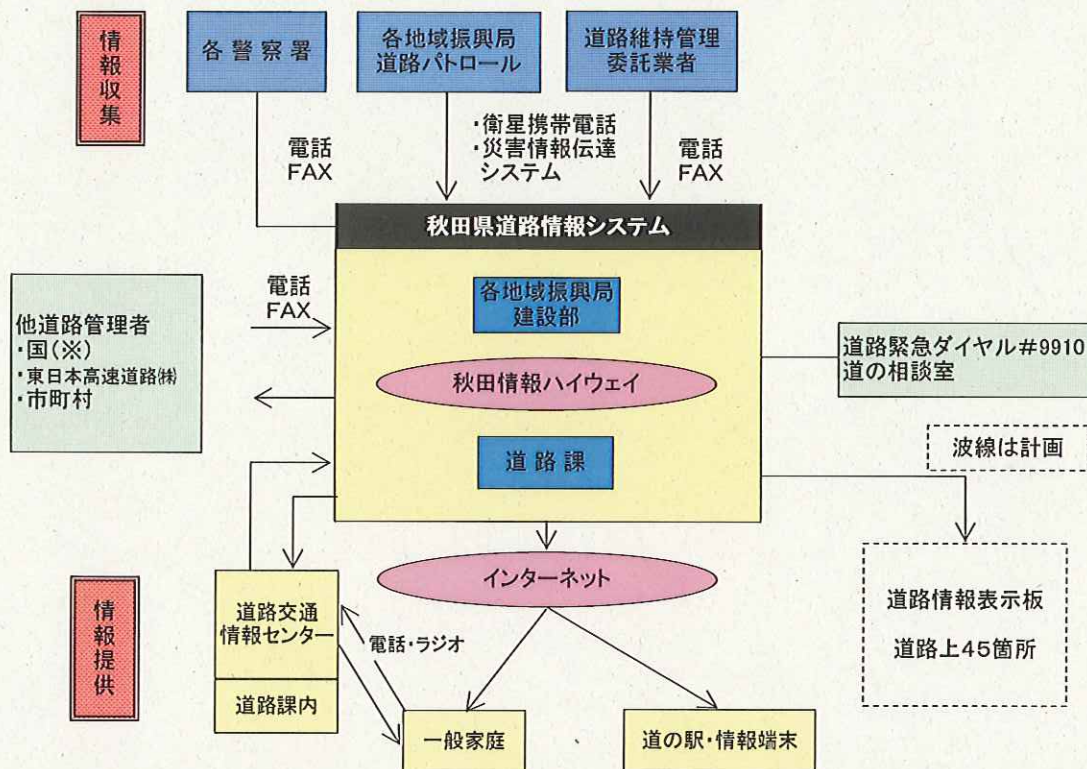 情報収集
各警察署
各地域振興局
道路パトロール
道路維持管理
委託業者
電話
FAX
・衛星携帯電話
・災害情報伝達
システム
電話
FAX
秋田県道路情報システム
電話
FAX
他道路管理者
・国(※)
・東日本高速道路㈱
・市町村
各地域振興局
建設部
秋田情報ハイウェイ
道路課
道路緊急ダイヤル#9910
道の相談室
波線は計画
情報提供
道路交通
情報センター
道路課内
電話・ラジオ
インターネット
一般家庭
道の駅・情報端末
道路情報表示板
道路上45箇所